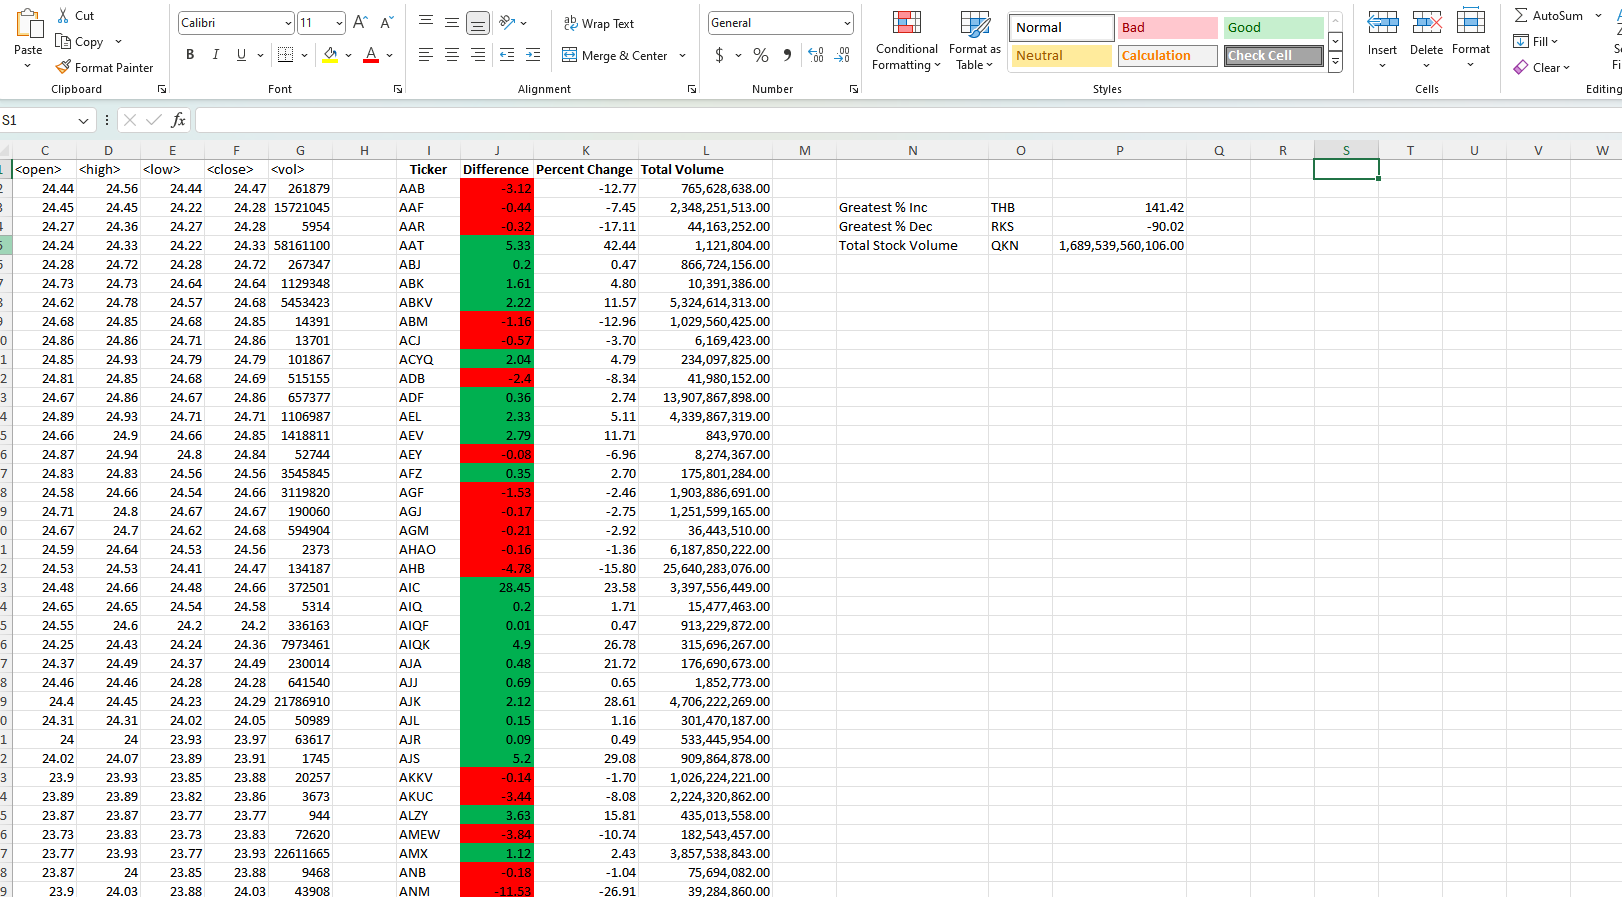 Cut
Copy
Paste
Format Painter
Clipboard
Calibri 11 A^ A˅
B I U A
Font
ab Wrap Text
Merge & Center
Alignment
General
$ % 9
Number
Conditional Formatting
Format as Table
Normal Bad Good
Neutral Calculation Check Cell
Styles
Insert Delete Format
Cells
AutoSum
Fill
Clear
Editing
S1 fx
C D E F G H I J K L M N O P Q R S T U V W
<open> <high> <low> <close> <vol> Ticker Difference Percent Change Total Volume
24.44 24.56 24.44 24.47 261879 AAB -3.12 -12.77 765,628,638.00
24.45 24.45 24.22 24.28 15721045 AAF -0.44 -7.45 2,348,251,513.00 Greatest % Inc THB 141.42
24.27 24.36 24.27 24.28 5954 AAR -0.32 -17.11 44,163,252.00 Greatest % Dec RKS -90.02
24.24 24.33 24.22 24.33 58161100 AAT 5.33 42.44 1,121,804.00 Total Stock Volume QKN 1,689,539,560,106.00
24.28 24.72 24.28 24.72 267347 ABJ 0.2 0.47 866,724,156.00
24.73 24.73 24.64 24.64 1129348 ABK 1.61 4.80 10,391,386.00
24.62 24.78 24.57 24.68 5453423 ABKV 2.22 11.57 5,324,614,313.00
24.68 24.85 24.68 24.85 14391 ABM -1.16 -12.96 1,029,560,425.00
24.86 24.86 24.71 24.86 13701 ACJ -0.57 -3.70 6,169,423.00
24.85 24.93 24.79 24.79 101867 ACYQ 2.04 4.79 234,097,825.00
24.81 24.85 24.68 24.69 515155 ADB -2.4 -8.34 41,980,152.00
24.67 24.86 24.67 24.86 657377 ADF 0.36 2.74 13,907,867,898.00
24.89 24.93 24.71 24.71 1106987 AEL 2.33 5.11 4,339,867,319.00
24.66 24.9 24.66 24.85 1418811 AEV 2.79 11.71 843,970.00
24.87 24.94 24.8 24.84 52744 AEY -0.08 -6.96 8,274,367.00
24.83 24.83 24.56 24.56 3545845 AFZ 0.35 2.70 175,801,284.00
24.58 24.66 24.54 24.66 3119820 AGF -1.53 -2.46 1,903,886,691.00
24.71 24.8 24.67 24.67 190060 AGJ -0.17 -2.75 1,251,599,165.00
24.67 24.7 24.62 24.68 594904 AGM -0.21 -2.92 36,443,510.00
24.59 24.64 24.53 24.56 2373 AHAO -0.16 -1.36 6,187,850,222.00
24.53 24.53 24.41 24.47 134187 AHB -4.78 -15.80 25,640,283,076.00
24.48 24.66 24.48 24.66 372501 AIC 28.45 23.58 3,397,556,449.00
24.65 24.65 24.54 24.58 5314 AIQ 0.2 1.71 15,477,463.00
24.55 24.6 24.2 24.2 336163 AIQF 0.01 0.47 913,229,872.00
24.25 24.43 24.24 24.36 7973461 AIQK 4.9 26.78 315,696,267.00
24.37 24.49 24.37 24.49 230014 AJA 0.48 21.72 176,690,673.00
24.46 24.46 24.28 24.28 641540 AJJ 0.69 0.65 1,852,773.00
24.4 24.45 24.23 24.29 21786910 AJK 2.12 28.61 4,706,222,269.00
24.31 24.31 24.02 24.05 50989 AJL 0.15 1.16 301,470,187.00
24 24 23.93 23.97 63617 AJR 0.09 0.49 533,445,954.00
24.02 24.07 23.89 23.91 1745 AJS 5.2 29.08 909,864,878.00
23.9 23.93 23.85 23.88 20257 AKKV -0.14 -1.70 1,026,224,221.00
23.89 23.89 23.82 23.86 3673 AKUC -3.44 -8.08 2,224,320,862.00
23.87 23.87 23.77 23.77 944 ALZY 3.63 15.81 435,013,558.00
23.73 23.83 23.73 23.83 72620 AMEW -3.84 -10.74 182,543,457.00
23.77 23.93 23.77 23.93 22611665 AMX 1.12 2.43 3,857,538,843.00
23.87 24 23.85 23.88 9468 ANB -0.18 -1.04 75,694,082.00
23.9 24.03 23.88 24.03 43908 ANM -11.53 -26.91 39,284,860.00